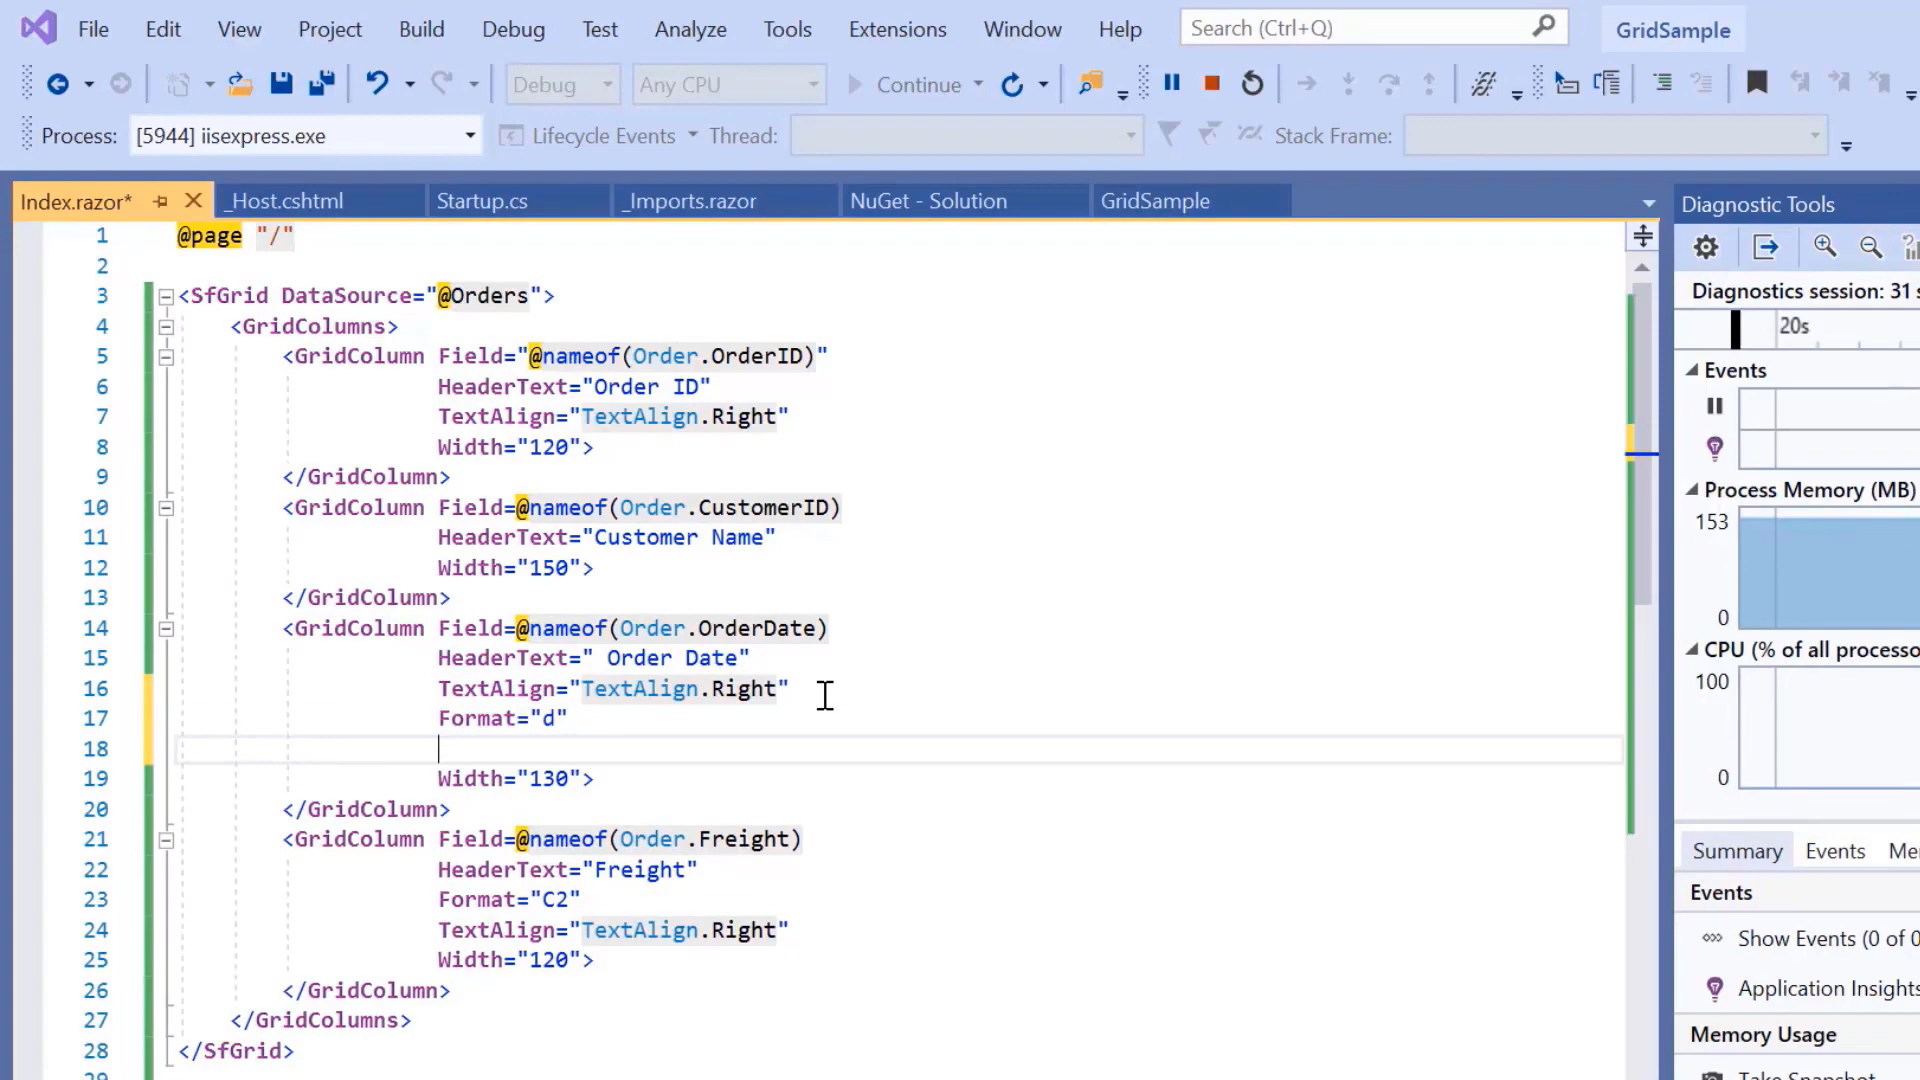 File Edit View Project Build Debug Test Tools Analyze Extensions Window Help Search (Ctrl+Q) GridSample
Debug Any CPU Continue
Process: [5944] iisexpress.exe Lifecycle Events Thread: Stack Frame:
Index.razor* _Host.cshtml Startup.cs _Imports.razor NuGet - Solution GridSample
1 @page "/"
2
3 <SfGrid DataSource="@Orders">
4 <GridColumns>
5 <GridColumn Field="@nameof(Order.OrderID)"
6 HeaderText="Order ID"
7 TextAlign="TextAlign.Right"
8 Width="120">
9 </GridColumn>
10 <GridColumn Field=@nameof(Order.CustomerID)
11 HeaderText="Customer Name"
12 Width="150">
13 </GridColumn>
14 <GridColumn Field=@nameof(Order.OrderDate)
15 HeaderText=" Order Date"
16 TextAlign="TextAlign.Right"
17 Format="d"
18
19 Width="130">
20 </GridColumn>
21 <GridColumn Field=@nameof(Order.Freight)
22 HeaderText="Freight"
23 Format="C2"
24 TextAlign="TextAlign.Right"
25 Width="120">
26 </GridColumn>
27 </GridColumns>
28 </SfGrid>
Diagnostic Tools
Diagnostics session: 31 s
20s
Events
Process Memory (MB)
153
0
CPU (% of all processo
100
0
Summary Events Me
Events
Show Events (0 of 0
Application Insights
Memory Usage
Take Snapshot